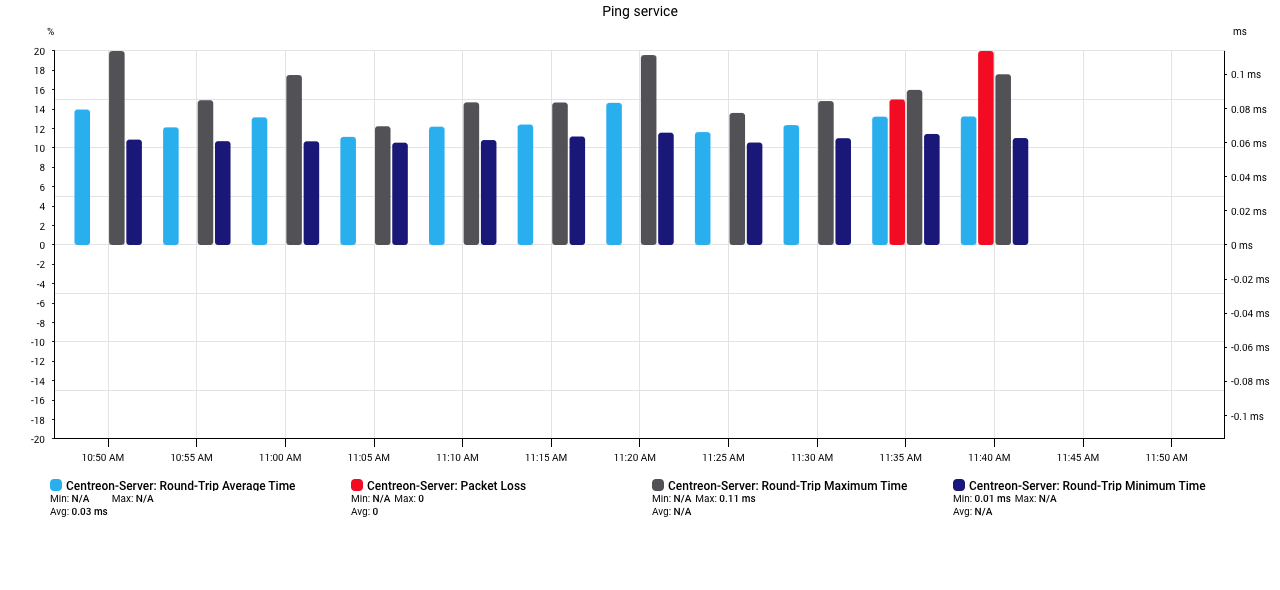 Ping service
% ms
20
18
16
14
12
10
8
6
4
2
0
-2
-4
-6
-8
-10
-12
-14
-16
-18
-20
0.1 ms
0.08 ms
0.06 ms
0.04 ms
0.02 ms
0 ms
-0.02 ms
-0.04 ms
-0.06 ms
-0.08 ms
-0.1 ms
10:50 AM 10:55 AM 11:00 AM 11:05 AM 11:10 AM 11:15 AM 11:20 AM 11:25 AM 11:30 AM 11:35 AM 11:40 AM 11:45 AM 11:50 AM
Centreon-Server: Round-Trip Average Time
Min: N/A Max: N/A
Avg: 0.03 ms
Centreon-Server: Packet Loss
Min: N/A Max: 0
Avg: 0
Centreon-Server: Round-Trip Maximum Time
Min: N/A Max: 0.11 ms
Avg: N/A
Centreon-Server: Round-Trip Minimum Time
Min: 0.01 ms Max: N/A
Avg: N/A